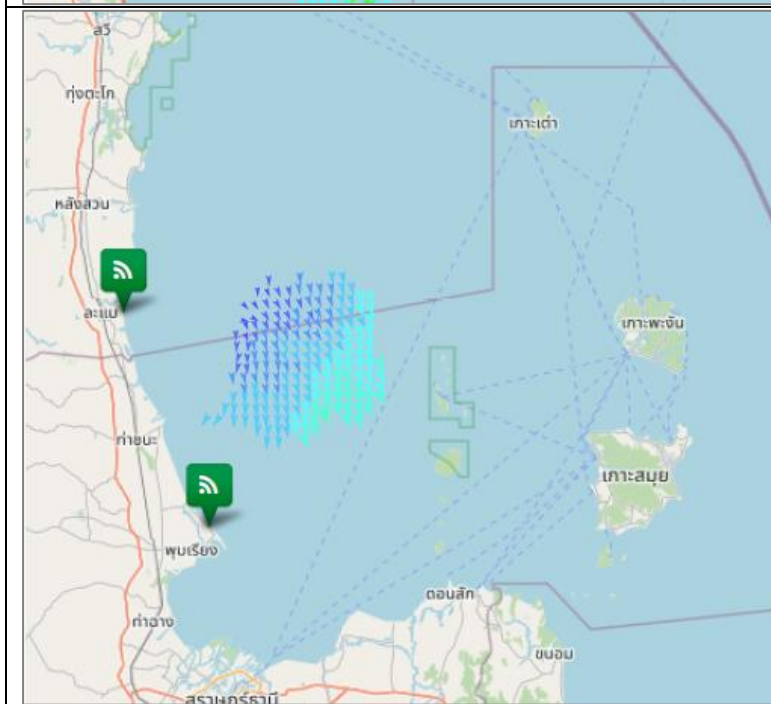 สวี
ทุ่งตะโก
เกาะเต่า
หลังสวน
ละแม
เกาะพะงัน
ท่าชนะ
เกาะสมุย
พุมเรียง
ดอนสัก
ท่าฉาง
ขนอม
สุราษฎร์ธานี